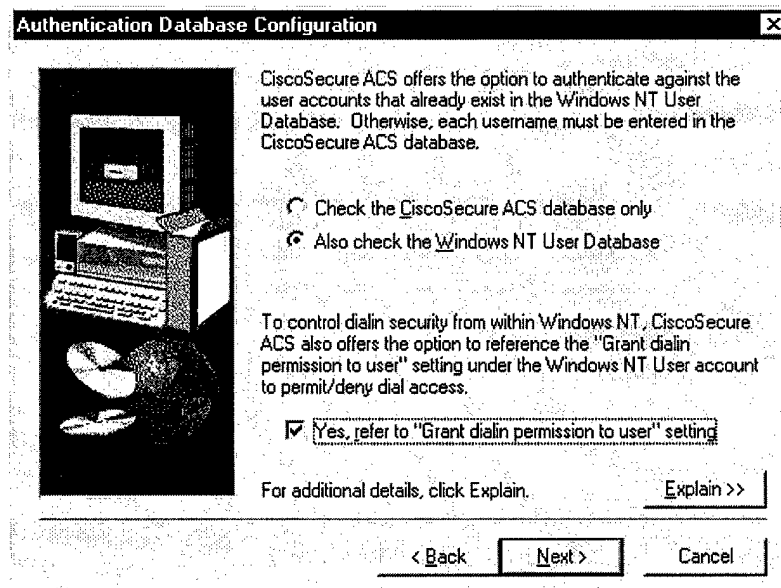 Authentication Database Configuration
CiscoSecure ACS offers the option to authenticate against the
user accounts that already exist in the Windows NT User
Database. Otherwise, each username must be entered in the
CiscoSecure ACS database.
Check the CiscoSecure ACS database only
Also check the Windows NT User Database
To control dialin security from within Windows NT, CiscoSecure
ACS also offers the option to reference the "Grant dialin
permission to user" setting under the Windows NT User account
to permit/deny dial access.
Yes, refer to "Grant dialin permission to user" setting
For additional details, click Explain.
Explain >>
< Back Next > Cancel